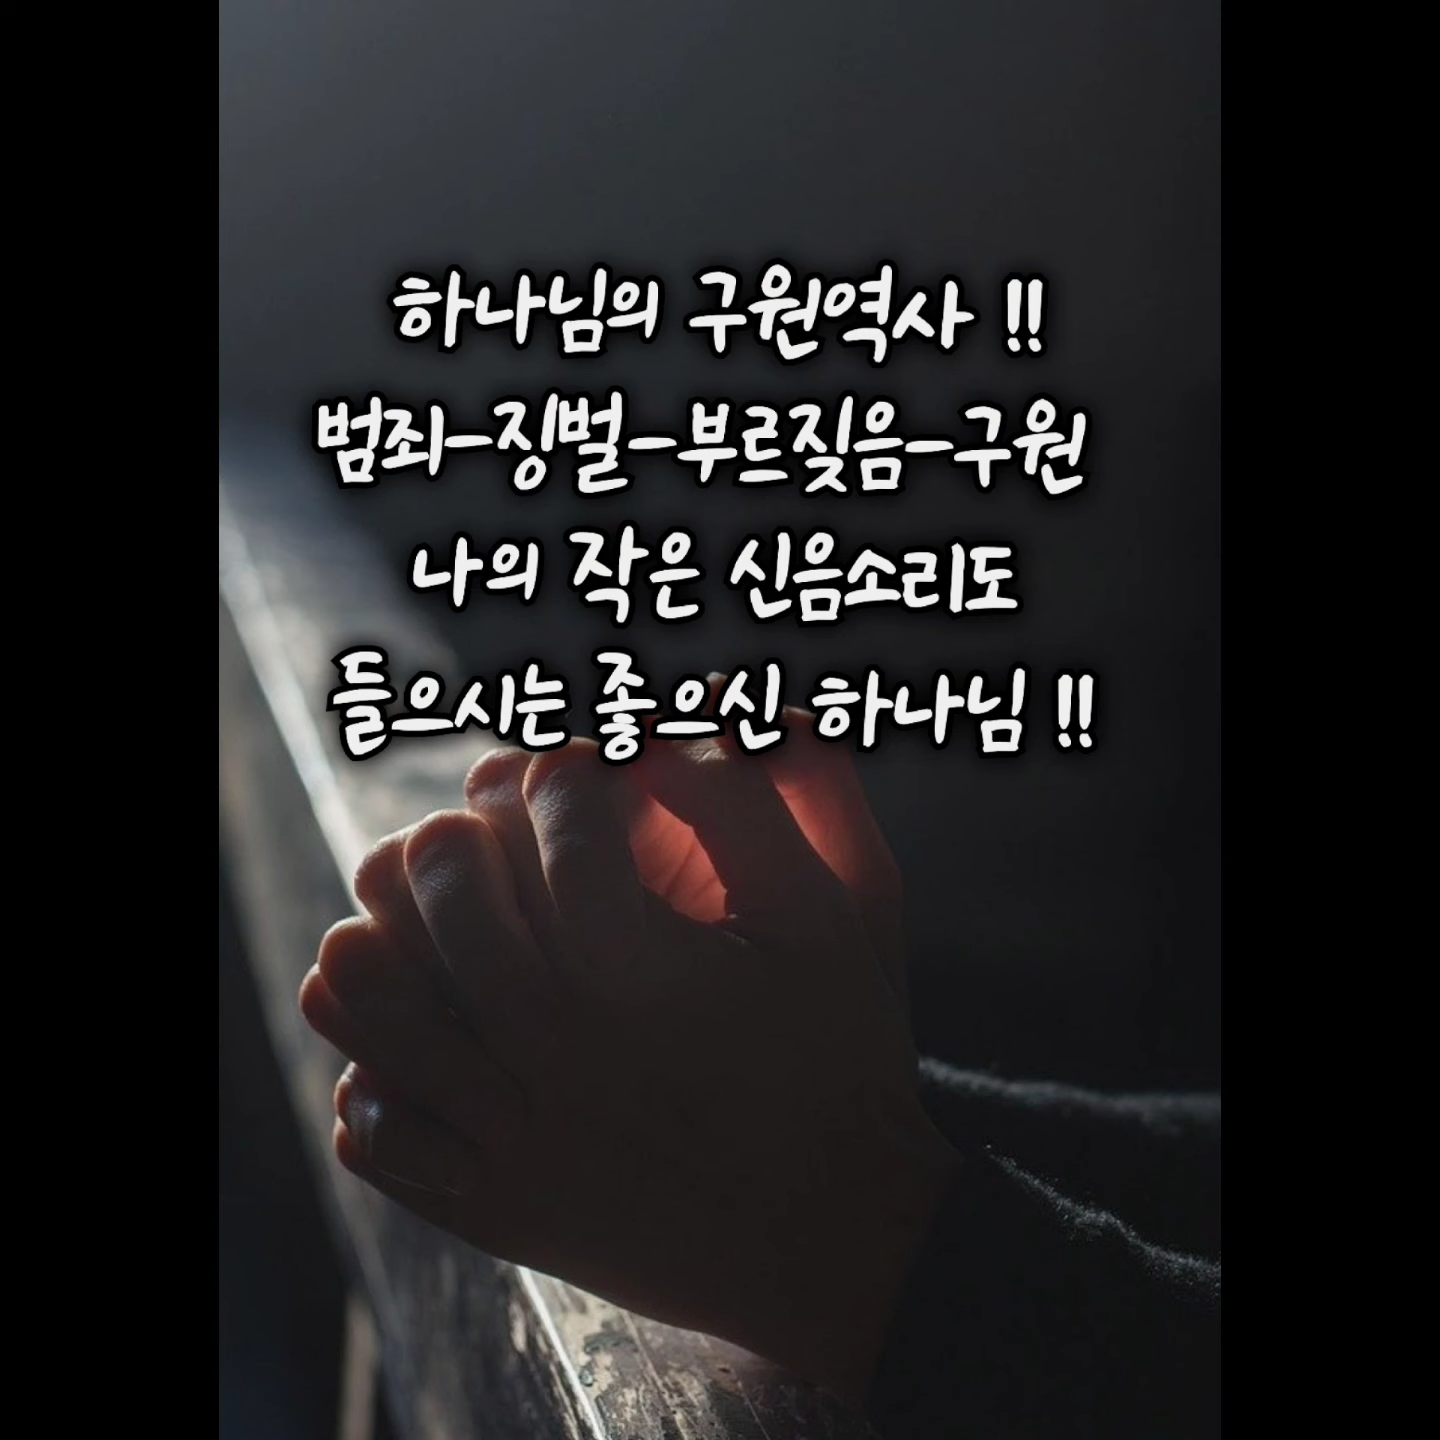 하나님의 구원역사 !!
범죄-징벌-부르짖음-구원
나의 작은 신음소리도
들으시는 좋으신 하나님 !!